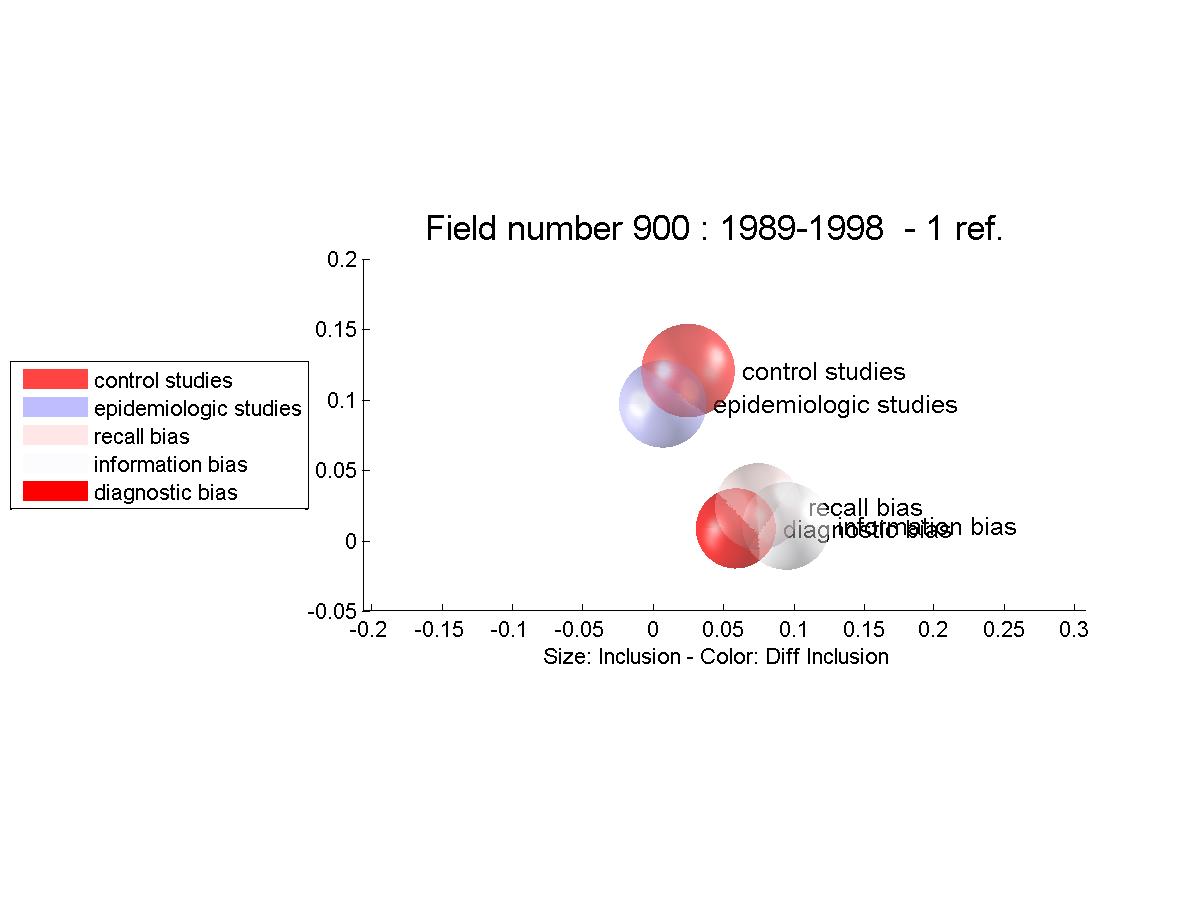 Field number 900 : 1989-1998  - 1 ref.
0.2
0.15
0.1
0.05
0
-0.05
-0.2 -0.15 -0.1 -0.05 0 0.05 0.1 0.15 0.2 0.25 0.3
Size: Inclusion - Color: Diff Inclusion
control studies
epidemiologic studies
recall bias
information bias
diagnostic bias
control studies
epidemiologic studies
recall bias
information bias
diagnostic bias